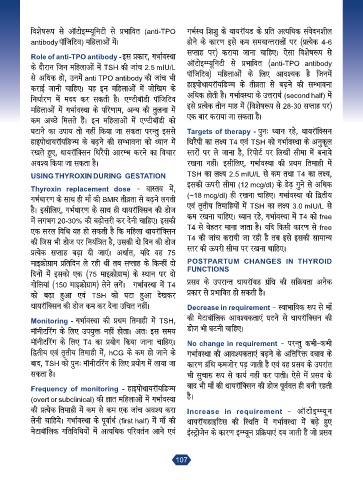 विशेषरूप से ऑटोइम्युनिटी से प्रभावित (anti-TPO
antibody पॉजिटिव) महिलाओं में।
Role of anti-TPO antibody - इस प्रकार, गर्भावस्था
के दौरान जिन महिलाओं में TSH की जांच 2.5 mIU/L
से अधिक हो, उनमें anti TPO antibody की जांच भी
कराई जानी चाहिए। यह इन महिलाओं में जोखिम के
निर्धारण में मदद कर सकती है। एण्टीबॉडी पॉजिटिव
महिलाओं में गर्भावस्था के परिणाम, अन्य की तुलना में
कम अच्छे मिलते हैं। इन महिलाओं में एण्टीबॉडी को
घटाने का उपाय तो नहीं किया जा सकता परन्तु इससे
हाइपोथायरॉयडिज्म के बढ़ने की सम्भावना को ध्यान में
रखते हुए, थायरॉक्सिन थिरैपी आरम्भ करने का विचार
अवश्य किया जा सकता है।
USING THYROXIN DURING GESTATION
Thyroxin replacement dose - वास्तव में,
गर्भधारण के साथ ही माँ की BMR तीव्रता से बढ़ने लगती
है। इसीलिए, गर्भधारण के साथ ही थायरॉक्सिन की डोज
में लगभग 20-30% की बढ़ोत्तरी कर देनी चाहिए। इसकी
एक सरल विधि यह हो सकती है कि महिला थायरॉक्सिन
की जिस भी डोज पर नियंत्रित है, उसकी दो दिन की डोज
प्रत्येक सप्ताह बढ़ा दी जाएं। अर्थात, यदि वह 75
माइक्रोग्राम प्रतिदिन ले रही थीं तब सप्ताह के किन्हीं दो
दिनों में इसकी एक (75 माइक्रोग्राम) के स्थान पर दो
गोलियां (150 माइक्रोग्राम) लेने लगें। गर्भावस्था में T4
को बढ़ा हुआ एवं TSH को घटा हुआ देखकर
थायरॉक्सिन की डोज कम कर देना उचित नहीं।
Monitoring - गर्भावस्था की प्रथम तिमाही में TSH,
मॉनीटरिंग के लिए उपयुक्त नहीं होता। अतः इस समय
मॉनीटरिंग के लिए T4 का प्रयोग किया जाना चाहिए।
द्वितीय एवं तृतीय तिमाही में, hCG के कम हो जाने के
बाद, TSH को पुनः मॉनीटरिंग के लिए प्रयोग में लाया जा
सकता है।
Frequency of monitoring - हाइपोथायरॉयडिज्म
(overt or subclinical) की ज्ञात महिलाओं में गर्भावस्था
की प्रत्येक तिमाही में कम से कम एक जांच अवश्य करा
लेनी चाहिये। गर्भावस्था के पूर्वार्ध (first half) में माँ की
मेटाबॉलिक गतिविधियों में अत्यधिक परिवर्तन आने एवं
गर्भस्थ शिशु के थायरॉयड के प्रति अत्यधिक संवेदनशील
होने के कारण इसे कम समयान्तरालों पर (प्रत्येक 4-6
सप्ताह पर) कराया जाना चाहिए। ऐसा विशेषरूप से
ऑटोइम्युनिटी से प्रभावित (anti-TPO antibody
पॉजिटिव) महिलाओं के लिए आवश्यक है जिनमें
हाइपोथायरॉयडिज्म के तीव्रता से बढ़ने की सम्भावना
अधिक होती है। गर्भावस्था के उत्तरार्ध (second half) में
इसे प्रत्येक तीन माह में (विशेषरूप से 28-30 सप्ताह पर)
एक बार कराया जा सकता है।
Targets of therapy - पुनः ध्यान रहे, थायरॉक्सिन
थिरैपी का लक्ष्य T4 एवं TSH को गर्भावस्था के अनुकूल
स्तरों पर ले जाना है, रिपोर्ट पर लिखी सीमा में बनाये
रखना नहीं। इसीलिए, गर्भावस्था की प्रथम तिमाही में
TSH का लक्ष्य 2.5 mIU/L से कम तथा T4 का लक्ष्य,
इसकी ऊपरी सीमा (12 mcg/dl) के डेढ़ गुने से अधिक
(~18 mcg/dl) ही रखना चाहिए। गर्भावस्था की द्वितीय
एवं तृतीय तिमाहियों में TSH का लक्ष्य 3.0 mIU/L से
कम रखना चाहिए। ध्यान रहे, गर्भावस्था में T4 को free
T4 से बेहतर माना जाता है। यदि किसी कारण से free
T4 की जांच करायी जा रही है तब इसे इसकी सामान्य
स्तर की ऊपरी सीमा पर रखना चाहिए।
POSTPARTUM CHANGES IN THYROID
FUNCTIONS
प्रसव के उपरान्त थायरॉयड ग्रंथि की सक्रियता अनेक
प्रकार से प्रभावित हो सकती है।
Decrease in requirement – स्वाभाविक रूप से माँ
की मेटाबॉलिक आवश्यकताएं घटने से थायरॉक्सिन की
डोज भी घटनी चाहिए।
No change in requirement – परन्तु कभी-कभी
गर्भावस्था की आवश्यकताएं बढ़ने के अतिरिक्त दबाव के
कारण ग्रंथि कमजोर पड़ जाती है एवं वह प्रसव के उपरांत
भी सुचारू रूप से कार्य नहीं कर पाती। ऐसे में प्रसव के
बाद भी माँ की थायरॉक्सिन की डोज पूर्ववत ही बनी रहती
है।
Increase in requirement - ऑटोइम्यून
थायरॉयडाइटिस की स्थिति में गर्भावस्था में बढ़े हुए
ईस्ट्रोजेन के कारण इम्यून प्रक्रियाएं दब जाती हैं जो प्रसव
107